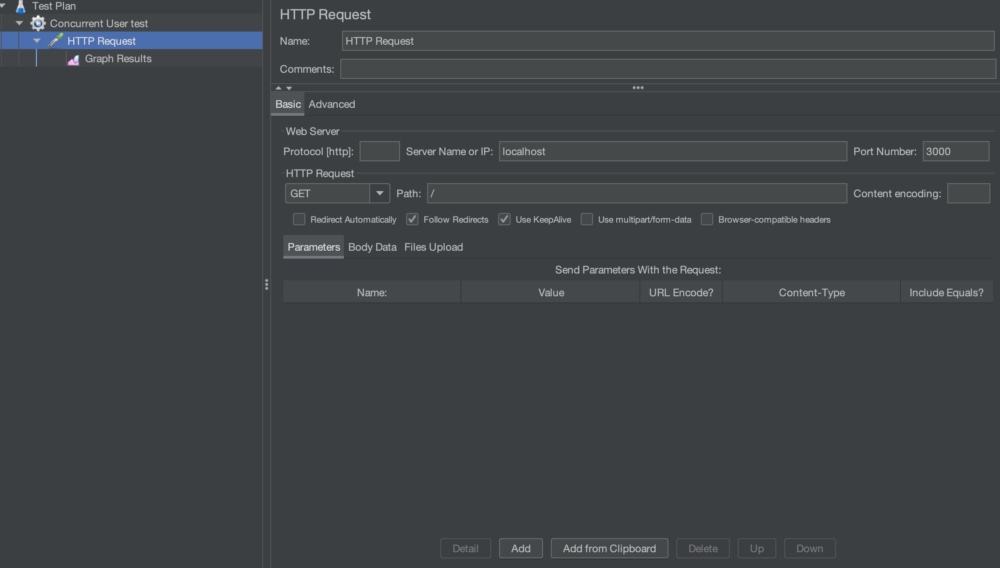 Test Plan
Concurrent User test
HTTP Request
Graph Results
HTTP Request
Name: HTTP Request
Comments:
Basic Advanced
Web Server
Protocol [http]: Server Name or IP: localhost Port Number: 3000
HTTP Request
GET Path: / Content encoding:
Redirect Automatically Follow Redirects Use KeepAlive Use multipart/form-data Browser-compatible headers
Parameters Body Data Files Upload
Send Parameters With the Request:
Name: Value URL Encode? Content-Type Include Equals?
Detail Add Add from Clipboard Delete Up Down